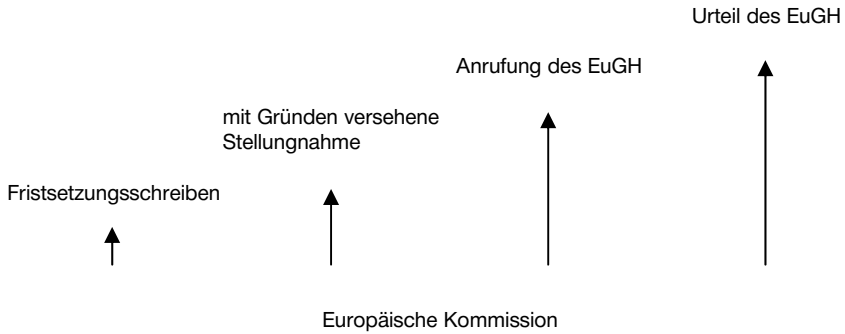 Urteil des EuGH
Anrufung des EuGH
mit Gründen versehene
Stellungnahme
Fristsetzungsschreiben
Europäische Kommission